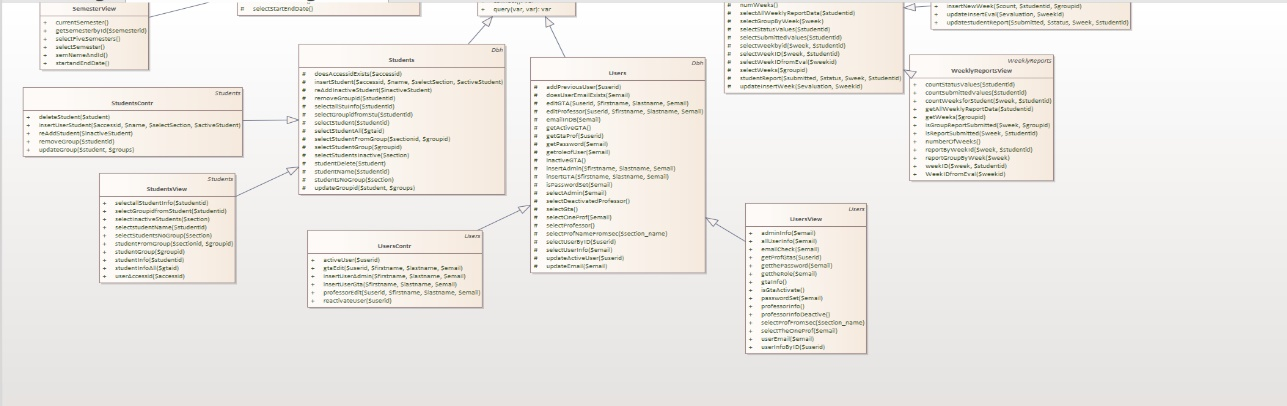 SemesterView
+ currentSemester()
+ getSemesterbyId($semesterid)
+ selectFiveSemesters()
+ selectSemester()
+ semNameAndId()
+ startandEndDate()
# selectStartEndDate()
+ query(var, var): var
# numWeeks()
# selectAllWeeklyReportData($studentid)
# selectGroupByWeek($week)
# selectStatusValues($studentid)
# selectSubmittedValues($studentid)
# selectWeekbyid($week, $studentid)
# selectWeekID($week, $studentid)
# selectWeekIDfromEval($week)
# selectWeeks($groupid)
# studentReport($submitted, $status, $week, $studentid)
# updateInsertWeek($evaluation, $weekid)
+ insertNewWeek($count, $studentid, $groupid)
+ updateInsertEval($evaluation, $weekid)
+ updatestudentReport($submitted, $status, $week, $studentid)
WeeklyReports
WeeklyReportsView
+ countStatusValues($studentid)
+ countSubmittedValues($studentid)
+ countWeeksforStudent($week, $studentid)
+ getAllWeeklyReportData($studentid)
+ getWeeks($groupid)
+ isGroupReportSubmitted($week, $groupid)
+ isReportSubmitted($week, $studentid)
+ numberOfWeeks()
+ reportByWeekId($week, $studentid)
+ reportGroupByWeek($week)
+ weekID($week, $studentid)
+ WeekIDfromEval($weekid)
Students
StudentsContr
+ deleteStudent($student)
+ insertUserStudent($accessid, $name, $selectSection, $activeStudent)
+ reAddStudent($inactiveStudent)
+ removeGroup($studentid)
+ updateGroup($student, $groups)
Dbh
Students
# doesAccessidExists($accessid)
# insertStudent($accessid, $name, $selectSection, $activeStudent)
# reAddInactiveStudent($inactiveStudent)
# removeGroupid($studentid)
# selectallStuInfo($studentid)
# selectGroupidfromStu($studentid)
# selectStudent($studentid)
# selectStudentAll($gtaid)
# selectStudentFromGroup($sectionid, $groupid)
# selectStudentGroup($groupid)
# selectStudentsInactive($section)
# studentDelete($student)
# studentName($studentid)
# studentsNoGroup($section)
# updateGroupid($student, $groups)
Dbh
Users
# addPreviousUser($userid)
# doesUserEmailExists($email)
# editGTA($userid, $firstname, $lastname, $email)
# editProfessor($userid, $firstname, $lastname, $email)
# emailInDB($email)
# getActiveGTA()
# getGtaProf($userid)
# getPassword($email)
# getroleofUser($email)
# inactiveGTA()
# insertAdmin($firstname, $lastname, $email)
# insertGTA($firstname, $lastname, $email)
# isPasswordSet($email)
# selectAdmin($email)
# selectDeactivatedProfessor()
# selectGta()
# selectOneProf($email)
# selectProfessor()
# selectProfNameFromSec($section_name)
# selectUserByID($userid)
# selectUserInfo($email)
# updateActiveUser($userid)
# updateEmail($email)
Students
StudentsView
+ selectallStudentInfo($studentid)
+ selectGroupidfromStudent($studentid)
+ selectInactiveStudents($section)
+ selectstudentName($studentid)
+ selectStudentsNoGroup($section)
+ studentFromGroup($sectionid, $groupid)
+ studentGroup($groupid)
+ studentInfo($studentid)
+ studentInfoAll($gtaid)
+ userAccessid($accessid)
Users
UsersContr
+ activeUser($userid)
+ gtaEdit($userid, $firstname, $lastname, $email)
+ insertUserAdmin($firstname, $lastname, $email)
+ insertUserGta($firstname, $lastname, $email)
+ professorEdit($userid, $firstname, $lastname, $email)
+ reactivateUser($userid)
Users
UsersView
+ adminInfo($email)
+ allUserInfo($email)
+ emailCheck($email)
+ getProfGtas($userid)
+ getthePassword($email)
+ gettheRole($email)
+ gtaInfo()
+ isGtaActivate()
+ passwordSet($email)
+ professorInfo()
+ professorInfoDeactive()
+ selectProfFromSec($section_name)
+ selectTheOneProf($email)
+ userEmail($email)
+ userInfoByID($userid)